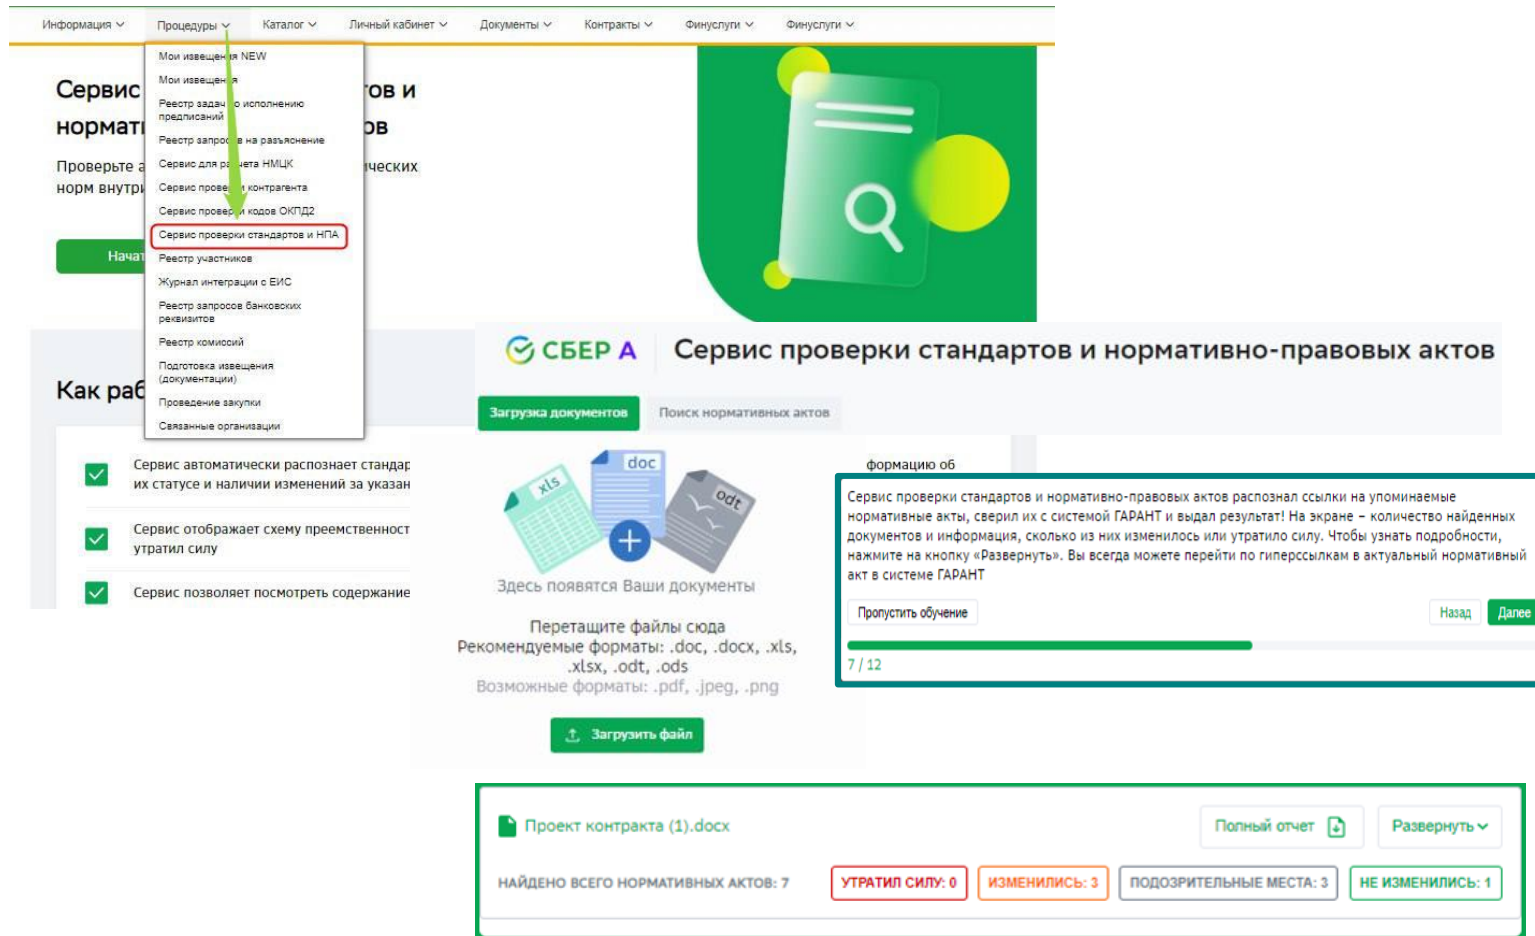 Информация
Процедуры
Каталог
Личный кабинет
Документы
Контракты
Финуслуги
Финуслуги
Мои извещения NEW
Мои извещения
Реестр задач по исполнению
предписаний
Реестр запросов на разъяснение
Сервис для расчета НМЦК
Сервис проверки контрагента
Сервис проверки кодов ОКПД2
Сервис проверки стандартов и НПА
Реестр участников
Журнал интеграции с ЕИС
Реестр запросов банковских
реквизитов
Реестр комиссий
Подготовка извещения
(документации)
Проведение закупки
Связанные организации
Сервис ов и
нормати ов
Проверьте а ических
норм внутри
Начат
Как раб
Сервис автоматически распознает стандар формацию об
их статусе и наличии изменений за указан
Сервис отображает схему преемственност
утратил силу
Сервис позволяет посмотреть содержание
СБЕР А
Сервис проверки стандартов и нормативно-правовых актов
Загрузка документов
Поиск нормативных актов
xls
doc
odt
Здесь появятся Ваши документы
Перетащите файлы сюда
Рекомендуемые форматы: .doc, .docx, .xls,
.xlsx, .odt, .ods
Возможные форматы: .pdf, .jpeg, .png
Загрузить файл
Сервис проверки стандартов и нормативно-правовых актов распознал ссылки на упоминаемые
нормативные акты, сверил их с системой ГАРАНТ и выдал результат! На экране – количество найденных
документов и информация, сколько из них изменилось или утратило силу. Чтобы узнать подробности,
нажмите на кнопку «Развернуть». Вы всегда можете перейти по гиперссылкам в актуальный нормативный
акт в системе ГАРАНТ
Пропустить обучение
Назад
Далее
7 / 12
Проект контракта (1).docx
Полный отчет
Развернуть
НАЙДЕНО ВСЕГО НОРМАТИВНЫХ АКТОВ: 7
УТРАТИЛ СИЛУ: 0
ИЗМЕНИЛИСЬ: 3
ПОДОЗРИТЕЛЬНЫЕ МЕСТА: 3
НЕ ИЗМЕНИЛИСЬ: 1